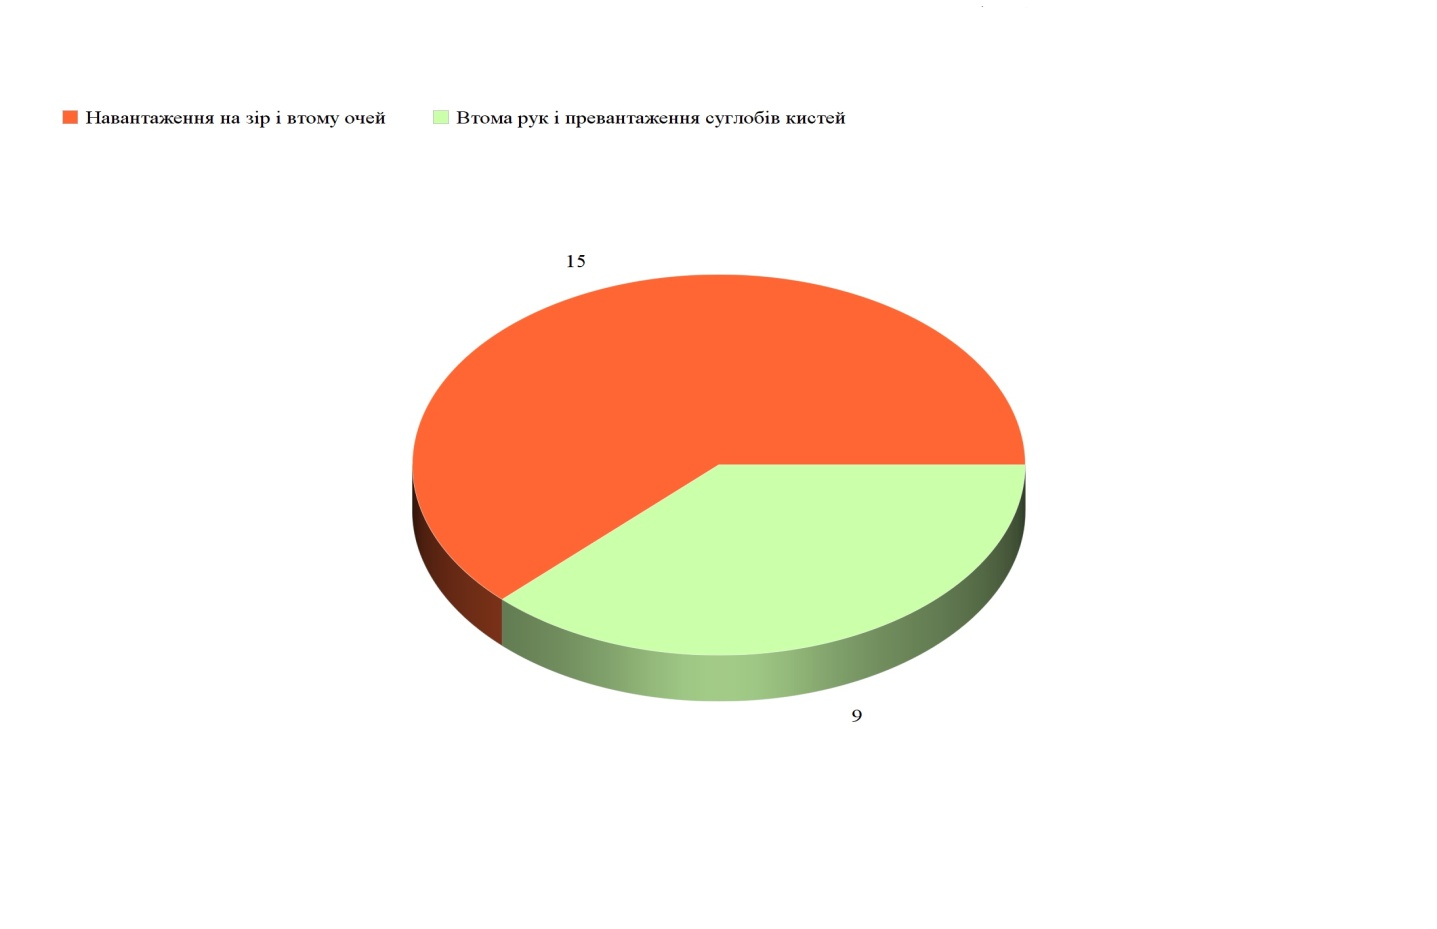 Навантаження на зір і втому очей
Втома рук і превантаження суглобів кистей
15
9